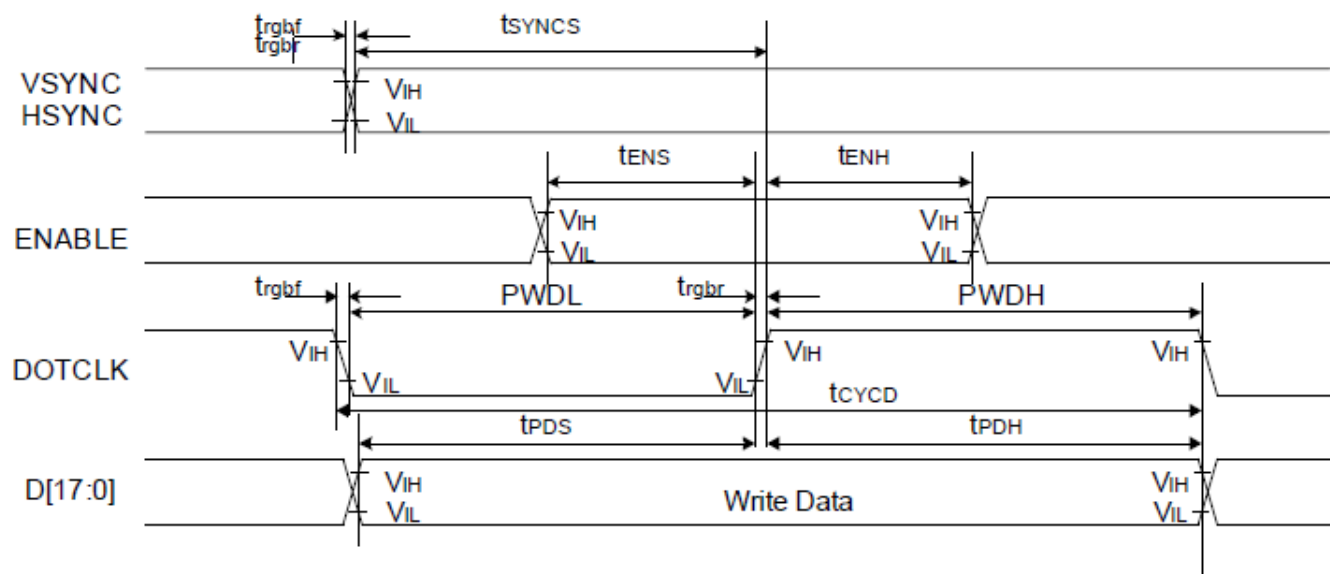 trgbf tSYNCS
trgbr
VSYNC VIH
HSYNC VIL
tENS tENH
ENABLE VIH VIH
VIL VIL
trgbf PWDL trgbr PWDH
DOTCLK VIH VIH VIH
VIL VIL
tCYCD
tPDS tPDH
D[17:0] VIH Write Data VIH
VIL VIL